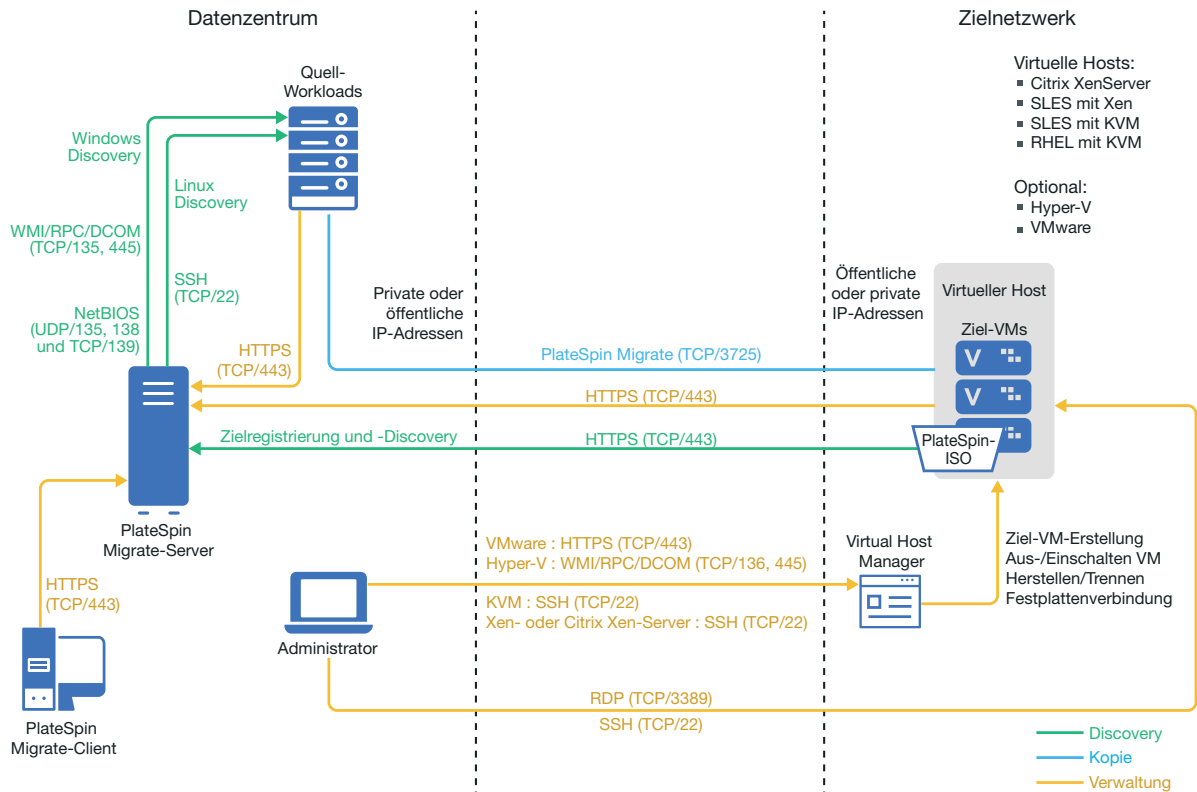 Datenzentrum
Zielnetzwerk
Quell-
Workloads
Virtuelle Hosts:
Citrix XenServer
SLES mit Xen
SLES mit KVM
RHEL mit KVM
Optional:
Hyper-V
VMware
Windows
Discovery
Linux
Discovery
WMI/RPC/DCOM
(TCP/135, 445)
SSH
(TCP/22)
NetBIOS
(UDP/135, 138
und TCP/139)
HTTPS
(TCP/443)
Private oder
öffentliche
IP-Adressen
Öffentliche
oder private
IP-Adressen
Virtueller Host
Ziel-VMs
V
V
PlateSpin-
ISO
PlateSpin Migrate (TCP/3725)
HTTPS (TCP/443)
Zielregistrierung und -Discovery
HTTPS (TCP/443)
PlateSpin
Migrate-Server
HTTPS
(TCP/443)
PlateSpin
Migrate-Client
Administrator
VMware : HTTPS (TCP/443)
Hyper-V : WMI/RPC/DCOM (TCP/136, 445)
KVM : SSH (TCP/22)
Xen- oder Citrix Xen-Server : SSH (TCP/22)
Virtual Host
Manager
Ziel-VM-Erstellung
Aus-/Einschalten VM
Herstellen/Trennen
Festplattenverbindung
RDP (TCP/3389)
SSH (TCP/22)
Discovery
Kopie
Verwaltung